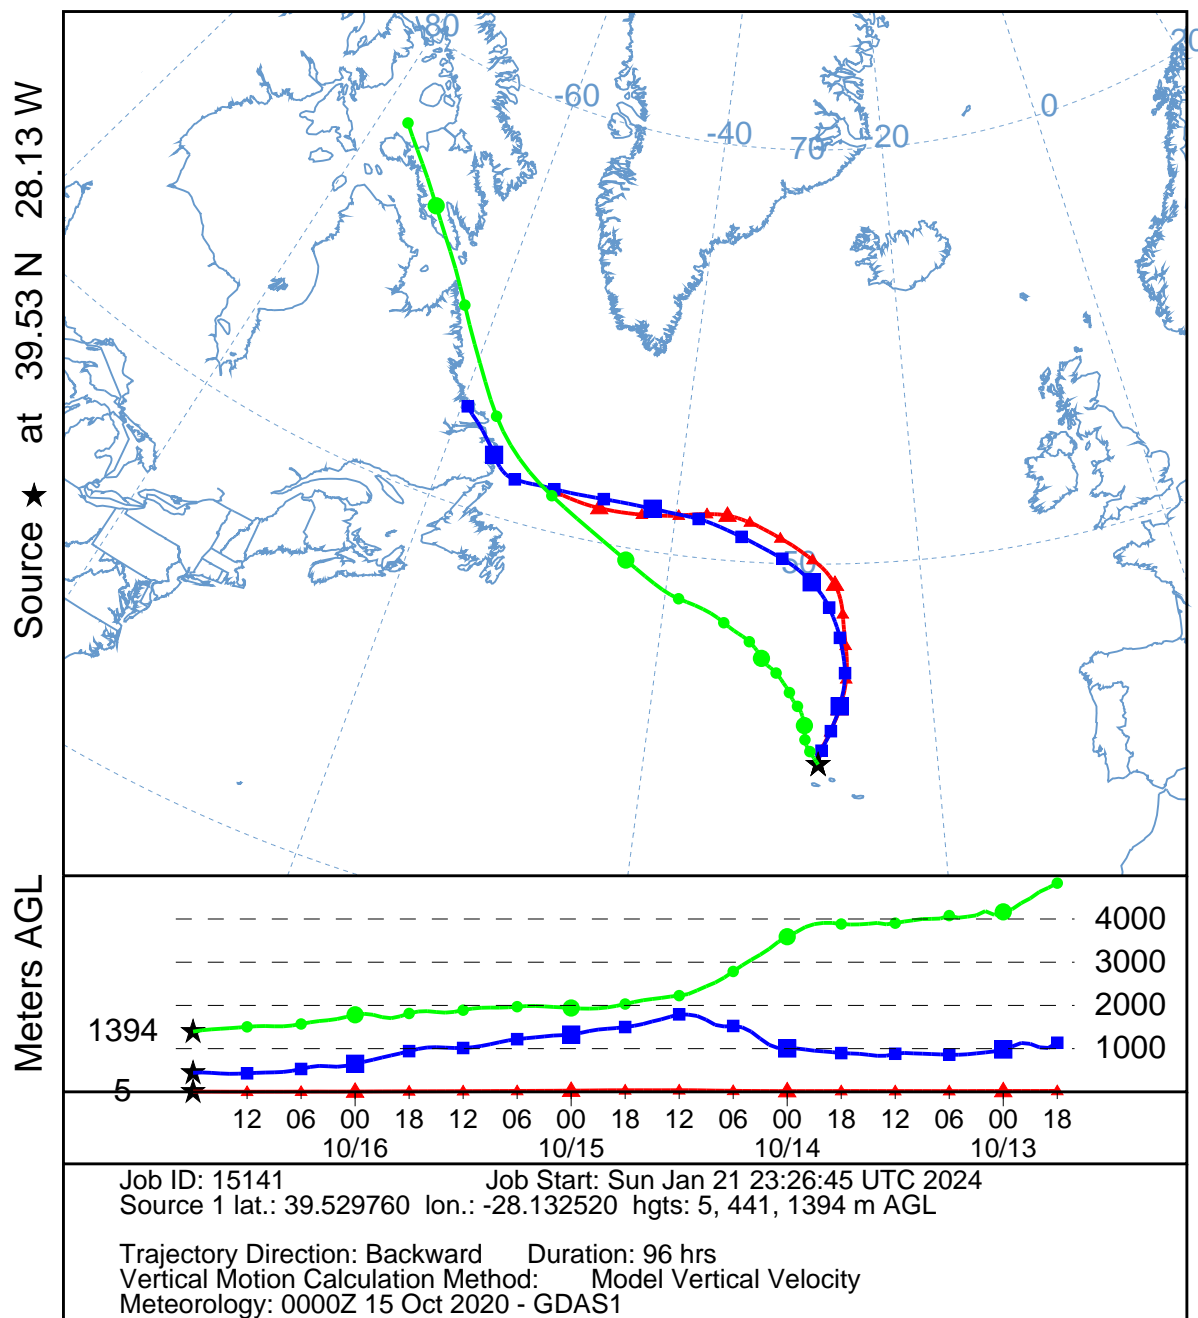 -80
20
-60
0
-40
70
-20
50
Source ★ at 39.53 N 28.13 W
Meters AGL
4000
3000
2000
1394
1000
5
12 06 00 18 12 06 00 18 12 06 00 18 12 06 00 18
10/16 10/15 10/14 10/13
Job ID: 15141 Job Start: Sun Jan 21 23:26:45 UTC 2024
Source 1 lat.: 39.529760 lon.: -28.132520 hgts: 5, 441, 1394 m AGL
Trajectory Direction: Backward Duration: 96 hrs
Vertical Motion Calculation Method: Model Vertical Velocity
Meteorology: 0000Z 15 Oct 2020 - GDAS1